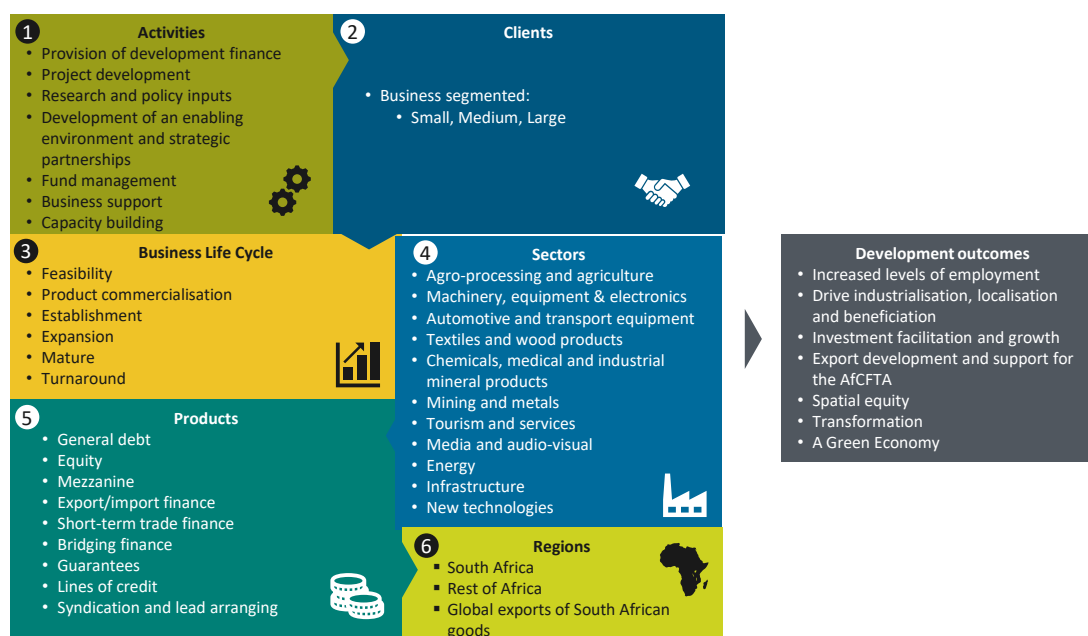 1
Activities
• Provision of development finance
• Project development
• Research and policy inputs
• Development of an enabling
environment and strategic
partnerships
• Fund management
• Business support
• Capacity building
2
Clients
• Business segmented:
• Small, Medium, Large
3
Business Life Cycle
• Feasibility
• Product commercialisation
• Establishment
• Expansion
• Mature
• Turnaround
4
Sectors
• Agro-processing and agriculture
• Machinery, equipment & electronics
• Automotive and transport equipment
• Textiles and wood products
• Chemicals, medical and industrial
mineral products
• Mining and metals
• Tourism and services
• Media and audio-visual
• Energy
• Infrastructure
• New technologies
5
Products
• General debt
• Equity
• Mezzanine
• Export/import finance
• Short-term trade finance
• Bridging finance
• Guarantees
• Lines of credit
• Syndication and lead arranging
6
Regions
▪ South Africa
▪ Rest of Africa
▪ Global exports of South African
goods
Development outcomes
• Increased levels of employment
• Drive industrialisation, localisation
and beneficiation
• Investment facilitation and growth
• Export development and support for
the AfCFTA
• Spatial equity
• Transformation
• A Green Economy